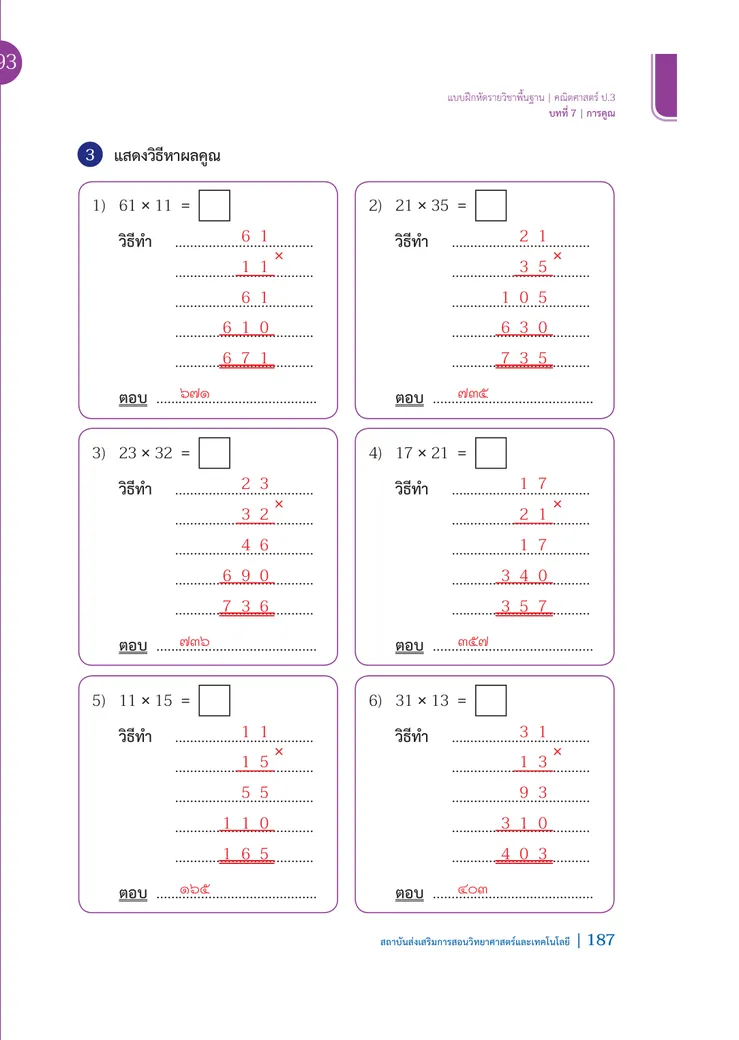 93
แบบฝึกหัดรายวิชาพื้นฐาน | คณิตศาสตร์ ป.3
บทที่ 7 | การคูณ
3 แสดงวิธีหาผลคูณ
1) 61 × 11 =
วิธีทำ 6 1
×
1 1
6 1
6 1 0
6 7 1
ตอบ ๖๗๑
2) 21 × 35 =
วิธีทำ 2 1
×
3 5
1 0 5
6 3 0
7 3 5
ตอบ ๗๓๕
3) 23 × 32 =
วิธีทำ 2 3
×
3 2
4 6
6 9 0
7 3 6
ตอบ ๗๓๖
4) 17 × 21 =
วิธีทำ 1 7
×
2 1
1 7
3 4 0
3 5 7
ตอบ ๓๕๗
5) 11 × 15 =
วิธีทำ 1 1
×
1 5
5 5
1 1 0
1 6 5
ตอบ ๑๖๕
6) 31 × 13 =
วิธีทำ 3 1
×
1 3
9 3
3 1 0
4 0 3
ตอบ ๔๐๓
สถาบันส่งเสริมการสอนวิทยาศาสตร์และเทคโนโลยี | 187